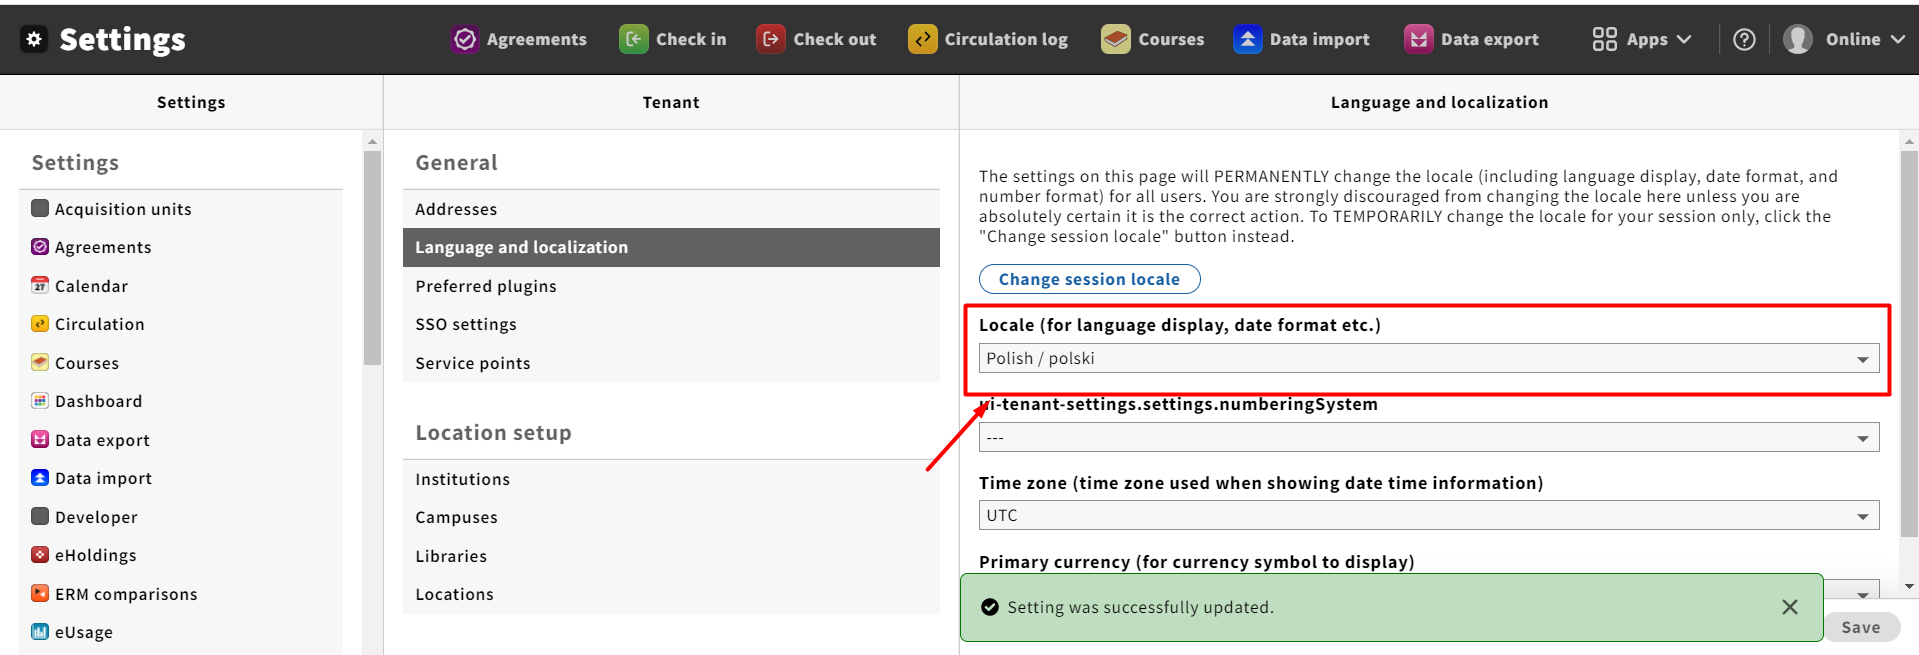 Settings
Agreements
Check in
Check out
Circulation log
Courses
Data import
Data export
Apps
Online
Settings
Tenant
Language and localization
Settings
Acquisition units
Agreements
Calendar
Circulation
Courses
Dashboard
Data export
Data import
Developer
eHoldings
ERM comparisons
eUsage
General
Addresses
Language and localization
Preferred plugins
SSO settings
Service points
Location setup
Institutions
Campuses
Libraries
Locations
The settings on this page will PERMANENTLY change the locale (including language display, date format, and
number format) for all users. You are strongly discouraged from changing the locale here unless you are
absolutely certain it is the correct action. To TEMPORARILY change the locale for your session only, click the
"Change session locale" button instead.
Change session locale
Locale (for language display, date format etc.)
Polish / polski
ui-tenant-settings.settings.numberingSystem
---
Time zone (time zone used when showing date time information)
UTC
Primary currency (for currency symbol to display)
Setting was successfully updated.
Save